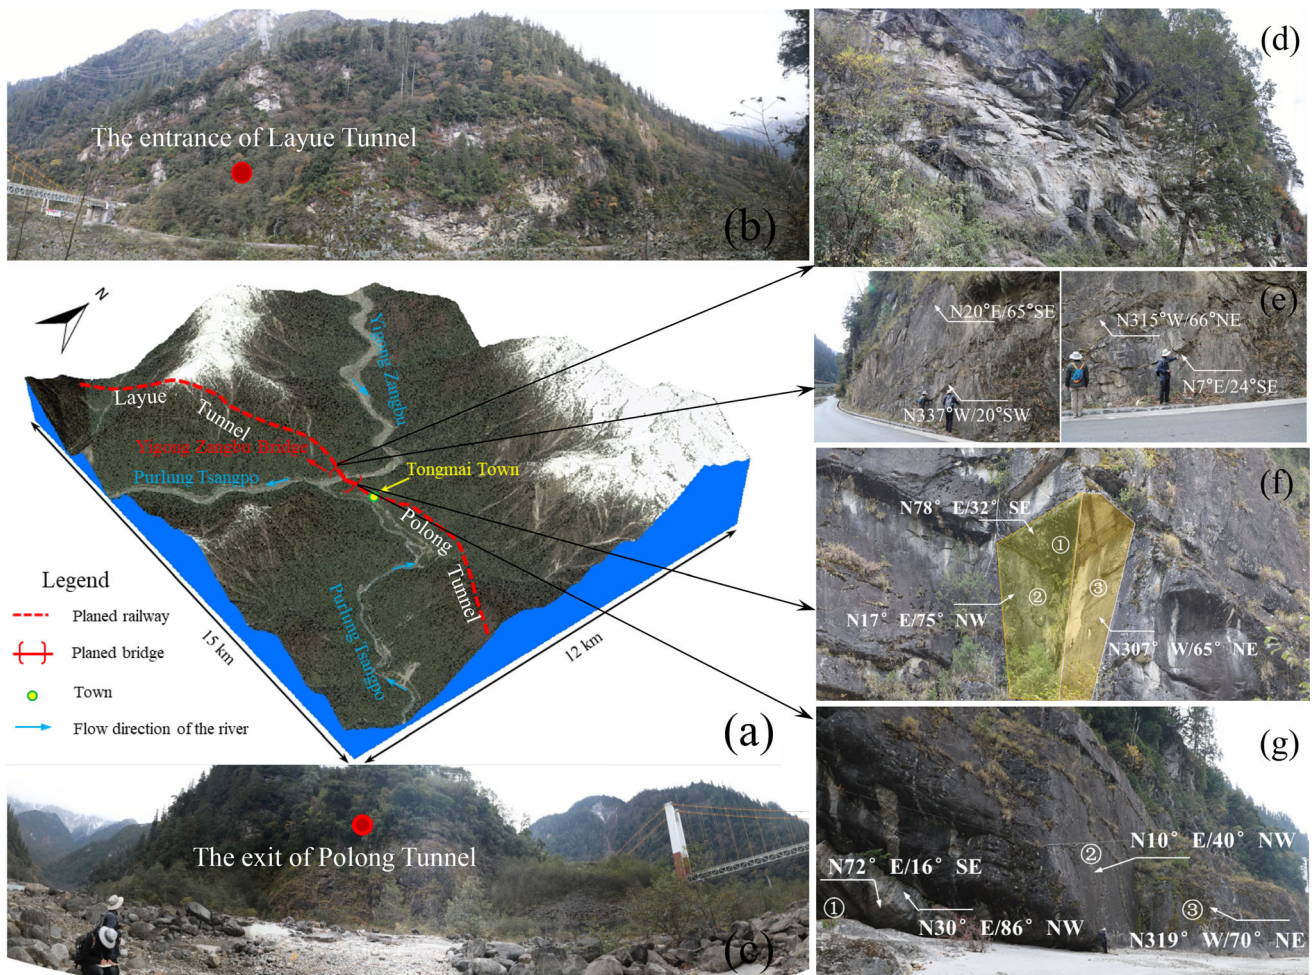 The entrance of Layue Tunnel
(b)
(d)
N20°E/65°SE
N337°W/20°SW
(e)
N315°W/66°NE
N7°E/24°SE
N
Yigong Zangbu
Layue
Tunnel
Yigong Zangbu Bridge
Purlung Tsangpo
Tongmai Town
Polong
Tunnel
Purlung Tsangpo
Legend
Planed railway
Planed bridge
Town
Flow direction of the river
15 km
12 km
(a)
(f)
N78° E/32° SE
①
②
③
N17° E/75° NW
N307° W/65° NE
The exit of Polong Tunnel
(c)
(g)
N10° E/40° NW
②
N72° E/16° SE
①
③
N30° E/86° NW
N319° W/70° NE